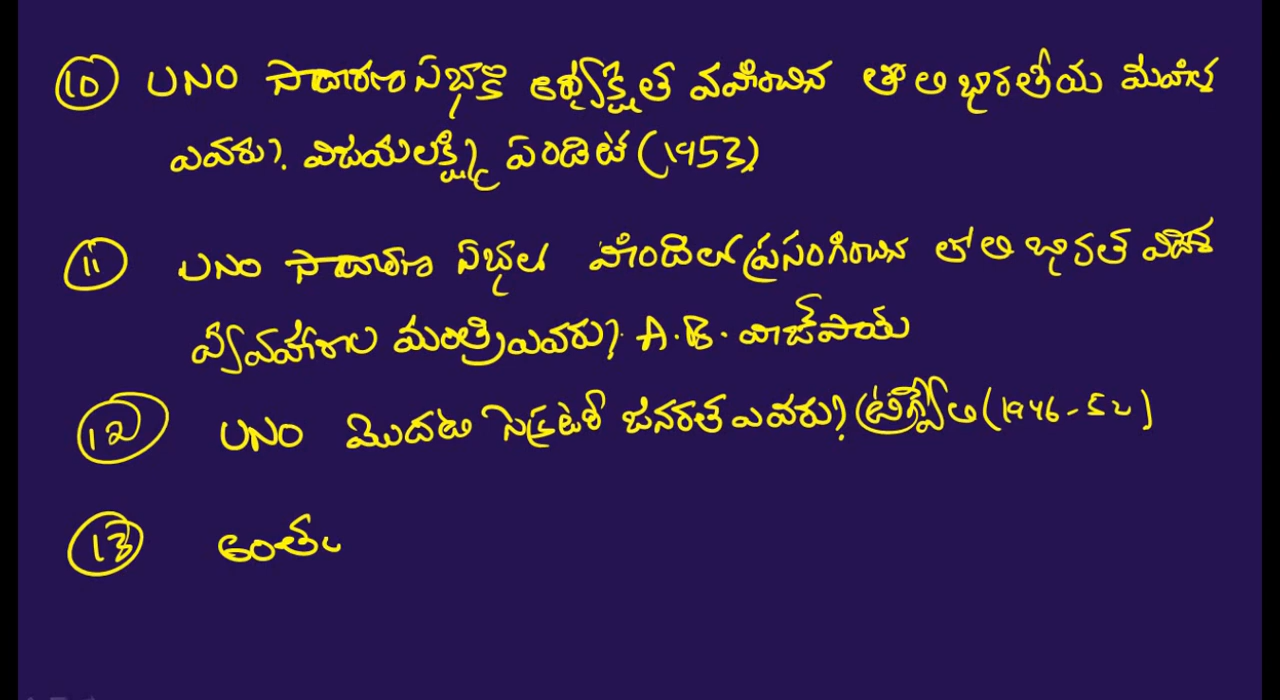 10 UNO సాదారణ సభకి అధ్యక్షత వహించిన తొలి భారతీయ మహిళ
ఎవరు? విజయలక్ష్మి పండిట్ (1953)
11 UNO సాదారణ సభలో హిందీలో ప్రసంగించిన తొలి భారత విదేశ
వ్యవహారాల మంత్రి ఎవరు? A.B. వాజ్‌పాయి
12 UNO మొదటి సెక్రటరీ జనరల్ ఎవరు? ట్రిగ్వేలి (1946-52)
13 అంత